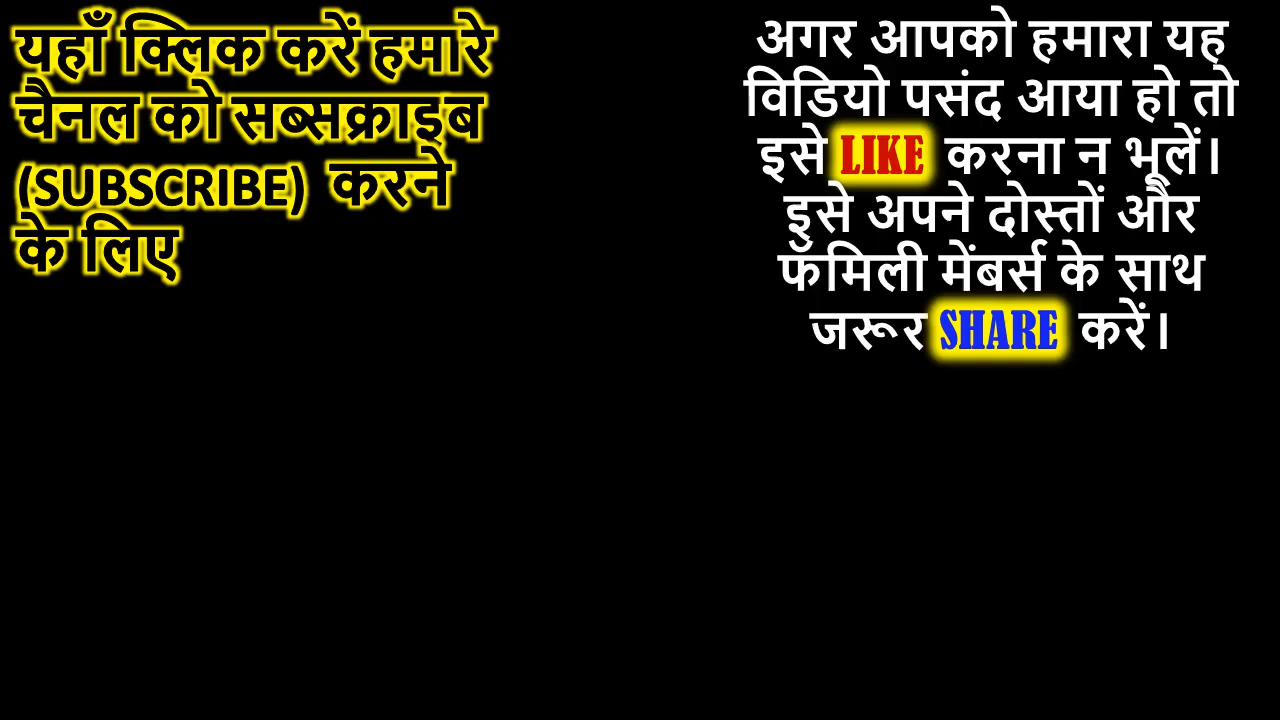 यहाँ क्लिक करें हमारे
चैनल को सब्सक्राइब
(SUBSCRIBE) करने
के लिए
अगर आपको हमारा यह
विडियो पसंद आया हो तो
इसे LIKE करना न भूलें।
इसे अपने दोस्तों और
फॅमिली मेंबर्स के साथ
जरूर SHARE करें।